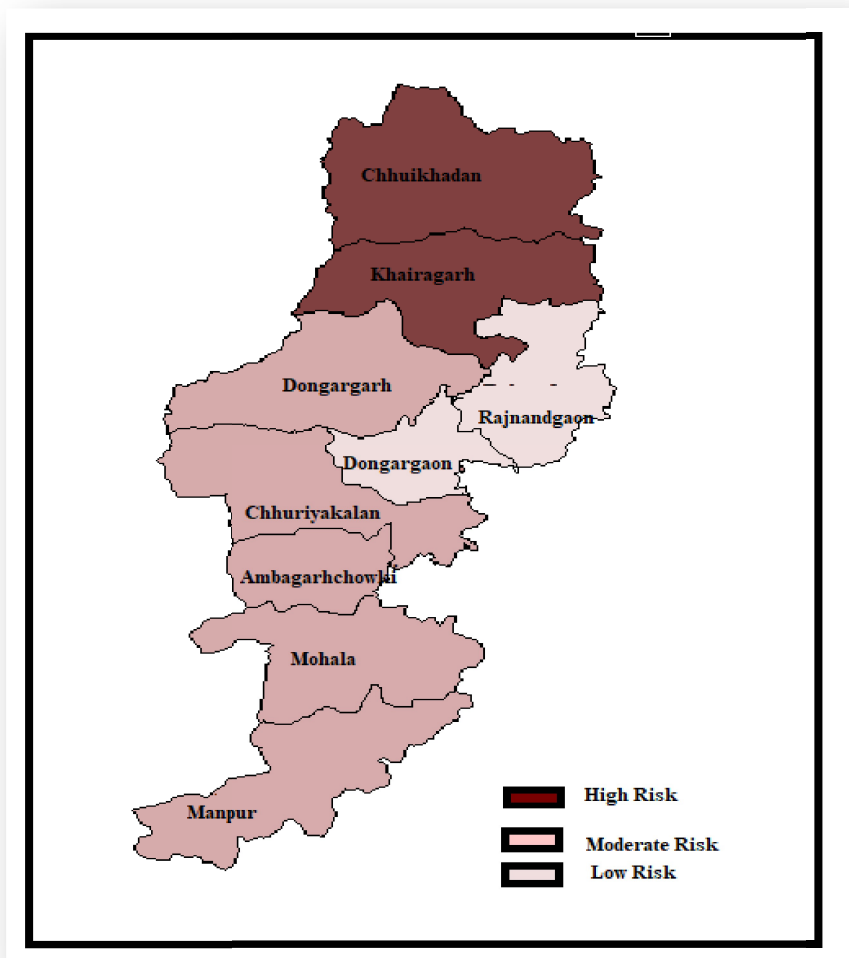 Chhuikhadan
Khairagarh
Dongargarh
Rajnandgaon
Dongargaon
Chhuriyakalan
Ambagarhchowki
Mohala
Manpur
High Risk
Moderate Risk
Low Risk